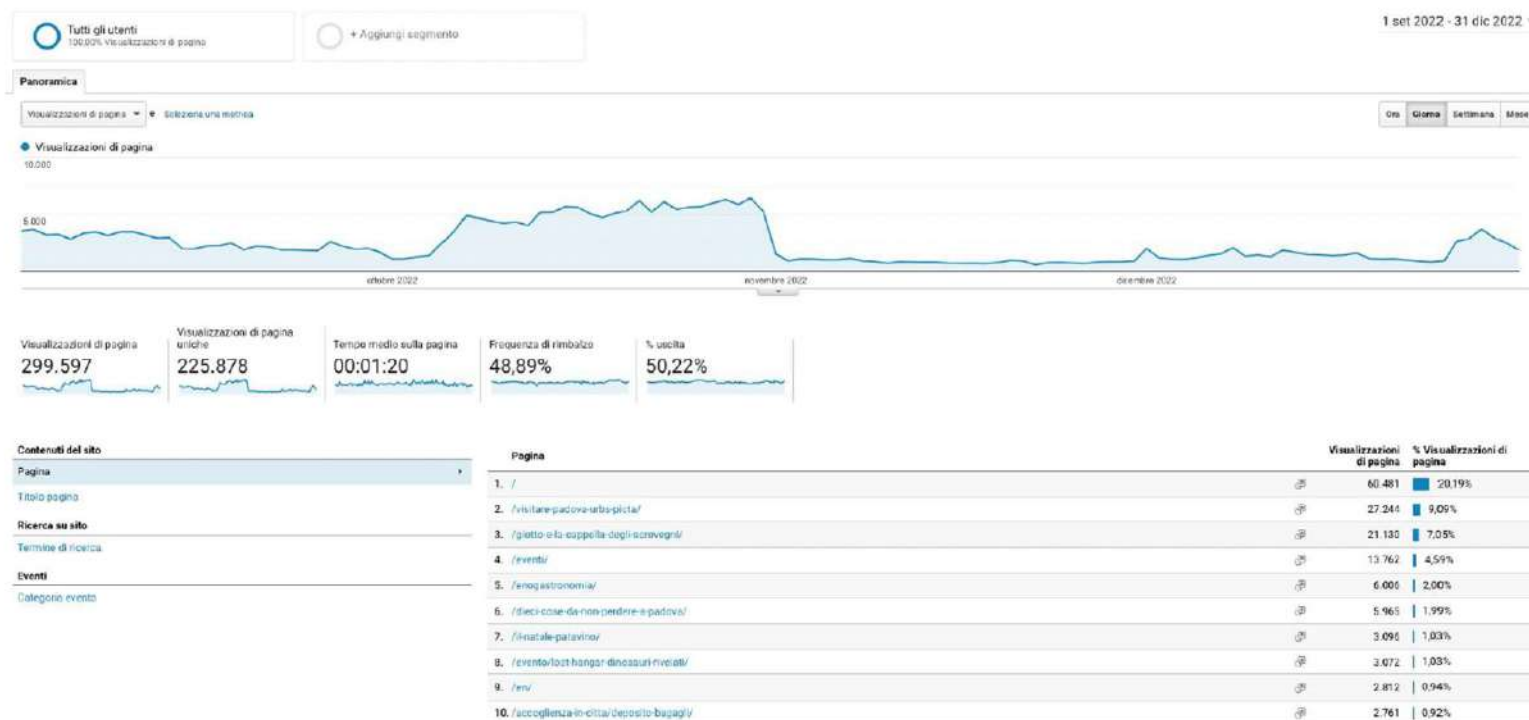 Tutti gli utenti
100,00% Visualizzazioni di pagina
+ Aggiungi segmento
1 set 2022 - 31 dic 2022
Panoramica
Visualizzazioni di pagina e Seleziona una metrica
Ora Giorno Settimana Mese
Visualizzazioni di pagina
10.000
5.000
ottobre 2022 novembre 2022 dicembre 2022
Visualizzazioni di pagina
299.597
Visualizzazioni di pagina
uniche
225.878
Tempo medio sulla pagina
00:01:20
Frequenza di rimbalzo
48,89%
% uscita
50,22%
Contenuti del sito
Pagina
Titolo pagina
Ricerca su sito
Termine di ricerca
Eventi
Categoria evento
Pagina Visualizzazioni di pagina % Visualizzazioni di pagina
1. / 60.481 20,19%
2. /visitare-padova-urbs-picta/ 27.244 9,09%
3. /giotto-e-la-cappella-degli-scrovegni/ 21.130 7,05%
4. /eventi/ 13.762 4,59%
5. /enogastronomia/ 6.006 2,00%
6. /dieci-cose-da-non-perdere-a-padova/ 5.965 1,99%
7. /il-natale-patavino/ 3.096 1,03%
8. /evento/lost-hangar-dinosauri-rivelati/ 3.072 1,03%
9. /en/ 2.812 0,94%
10. /accoglienza-in-citta/deposito-bagagli/ 2.761 0,92%